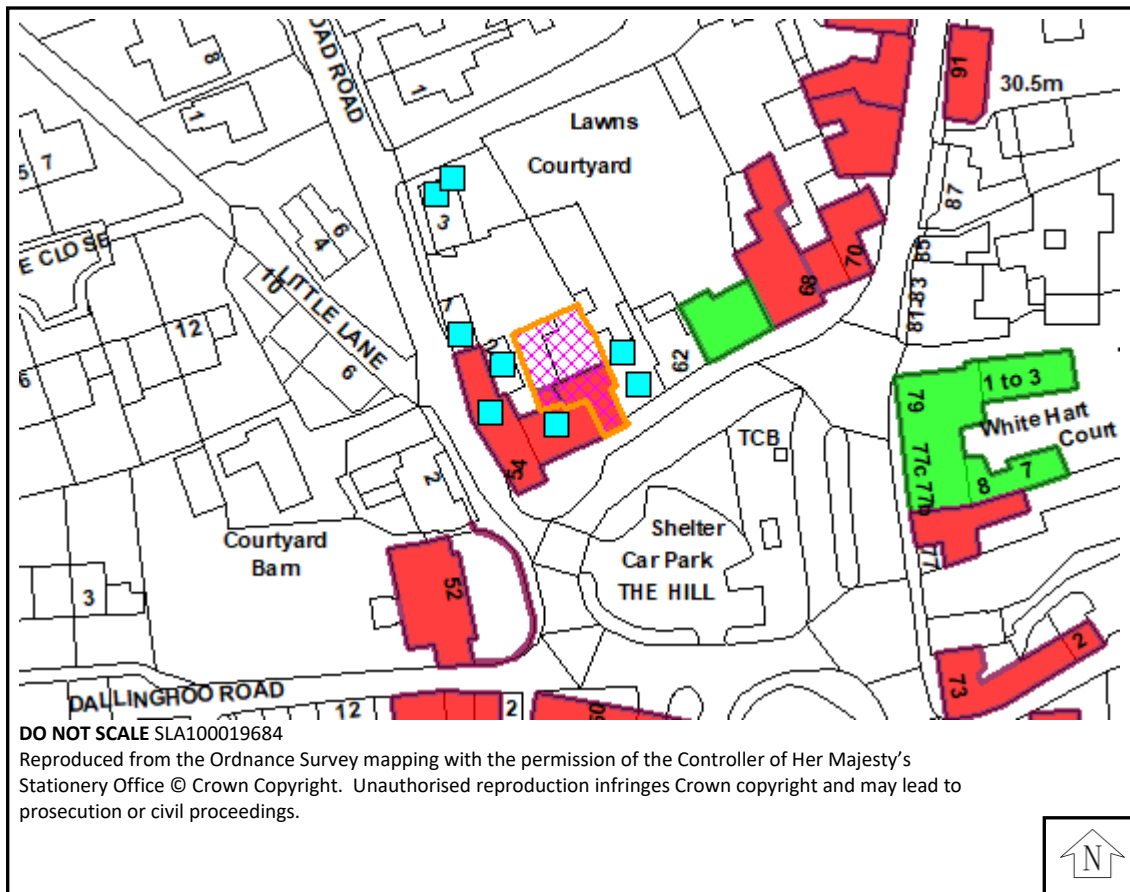 OAD ROAD
8
1
1
7
5
Lawns
Courtyard
91
30.5m
87
E CLOSE
10
LITTLE LANE
4
6
3
85
81-83
70
68
12
6
6
1
2
62
54
79
1 to 3
White Hart
Court
TCB
77c
77b
8
7
77
2
Courtyard
Barn
52
3
Shelter
Car Park
THE HILL
2
73
DALLINGHOO ROAD
12
2
DO NOT SCALE SLA100019684
Reproduced from the Ordnance Survey mapping with the permission of the Controller of Her Majesty’s
Stationery Office © Crown Copyright. Unauthorised reproduction infringes Crown copyright and may lead to
prosecution or civil proceedings.
N